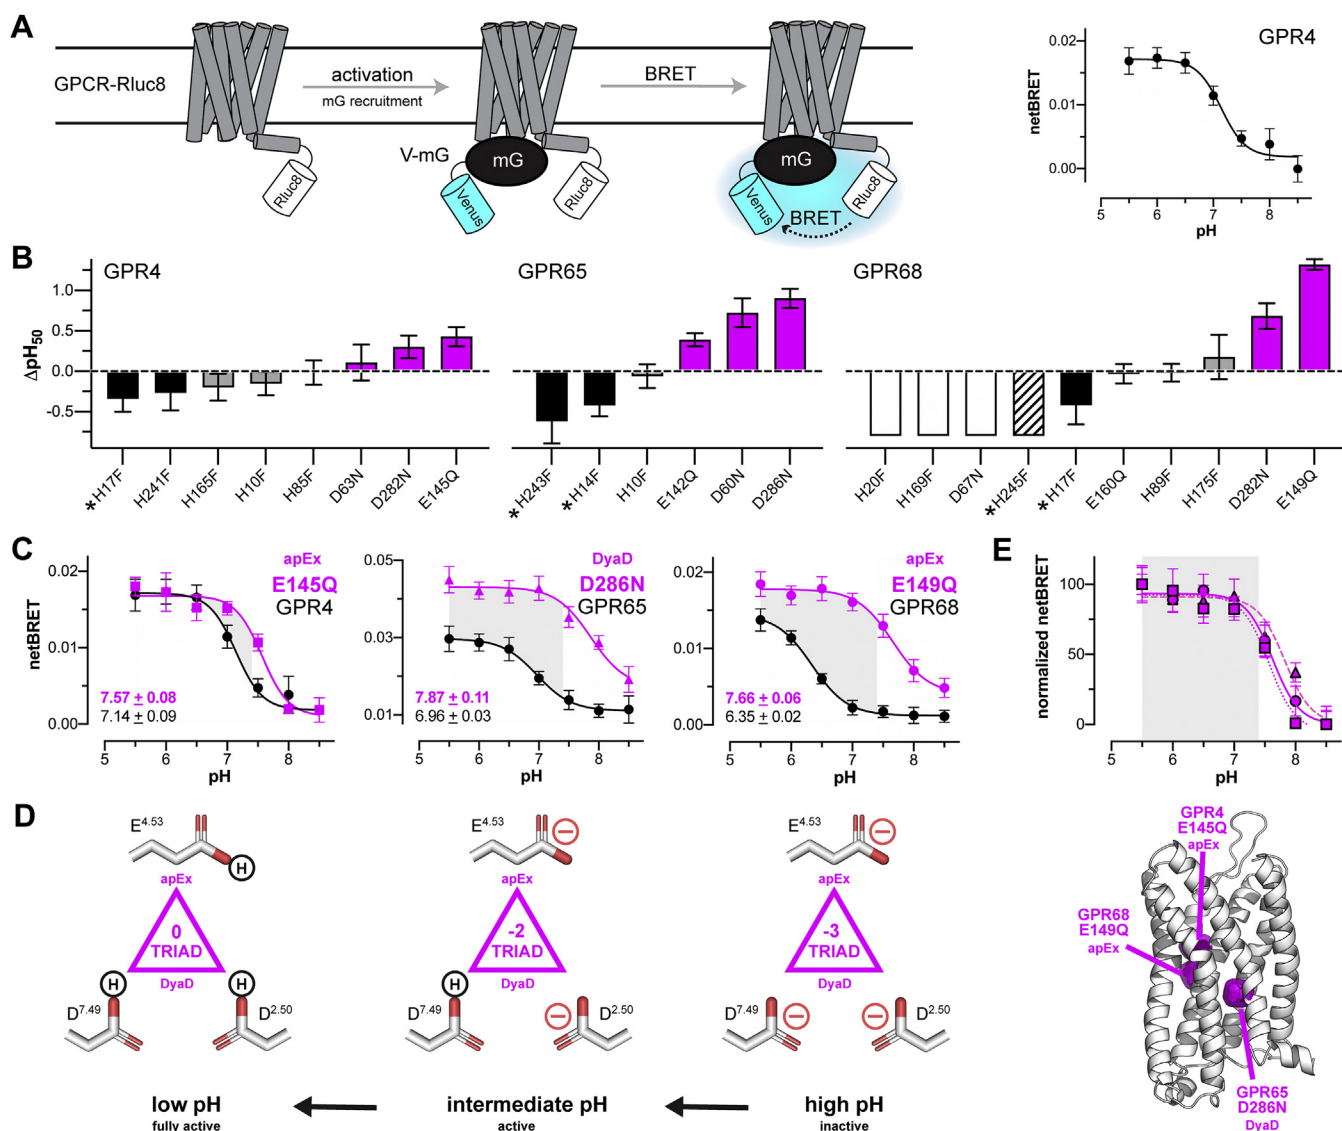 A
GPCR-Rluc8
activation
mG recruitment
BRET
Rluc8
V-mG
mG
Venus
Rluc8
mG
Venus
BRET
Rluc8
GPR4
netBRET
0.02
0.01
0.00
5 6 7 8
pH
B
GPR4
GPR65
GPR68
ΔpH50
1.0
0.5
0.0
-0.5
*H17F H241F H165F H10F H85F D63N D282N E145Q
*H243F *H14F H10F E142Q D60N D286N
H20F H169F D67N *H245F *H17F E160Q H89F H175F D282N E149Q
C
apEx
E145Q
GPR4
netBRET
0.02
0.01
0.00
7.57 ± 0.08
7.14 ± 0.09
5 6 7 8
pH
DyaD
D286N
GPR65
0.05
0.03
0.01
7.87 ± 0.11
6.96 ± 0.03
5 6 7 8
pH
apEx
E149Q
GPR68
0.02
0.01
0.00
7.66 ± 0.06
6.35 ± 0.02
5 6 7 8
pH
E
normalized netBRET
100
50
0
5 6 7 8
pH
D
E4.53
H
apEx
0
TRIAD
DyaD
H
H
D7.49
D2.50
E4.53
−
apEx
-2
TRIAD
DyaD
H
D7.49
−
D2.50
E4.53
−
apEx
-3
TRIAD
DyaD
D7.49
−
−
D2.50
low pH
fully active
intermediate pH
active
high pH
inactive
GPR4
E145Q
apEx
GPR68
E149Q
apEx
GPR65
D286N
DyaD